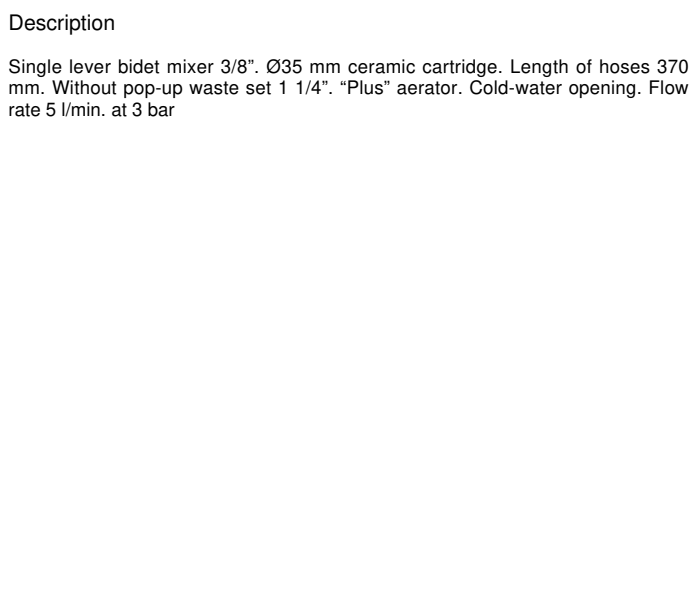 Description
Single lever bidet mixer 3/8”. Ø35 mm ceramic cartridge. Length of hoses 370
mm. Without pop-up waste set 1 1/4”. “Plus” aerator. Cold-water opening. Flow
rate 5 l/min. at 3 bar